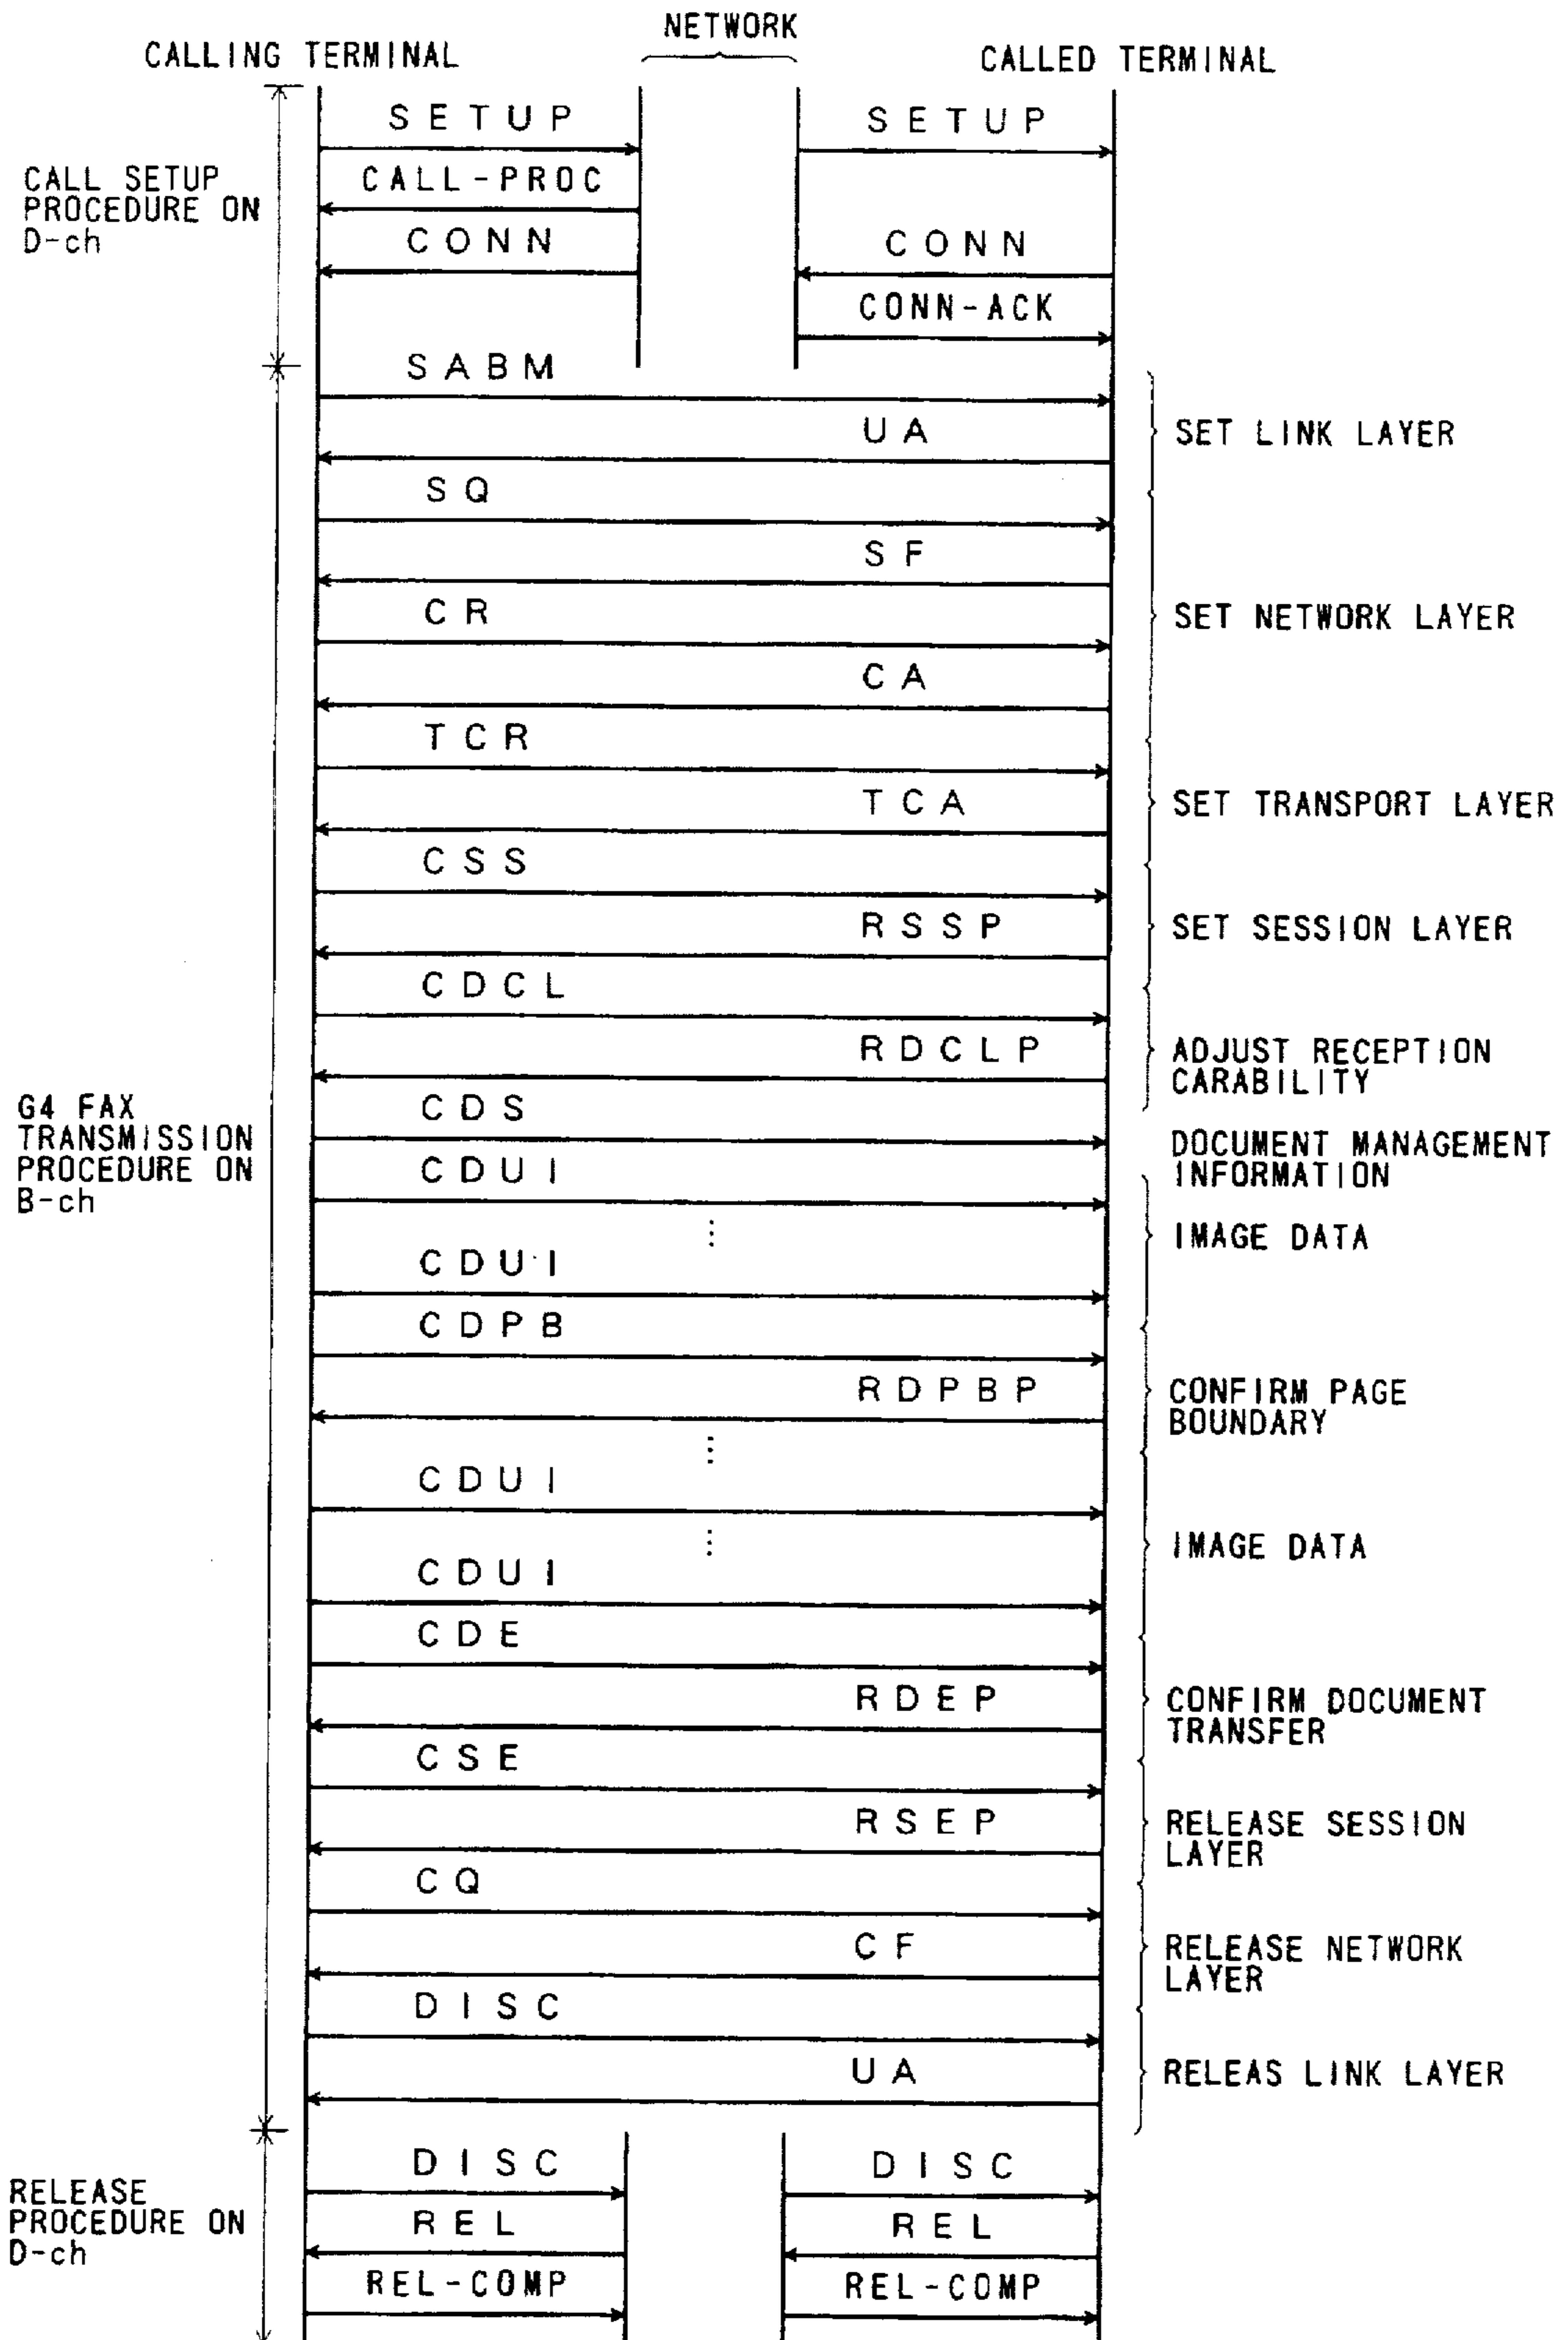 NETWORK
CALLING TERMINAL
CALLED TERMINAL
SETUP
SETUP
CALL SETUP
PROCEDURE ON
D-ch
CALL-PROC
CONN
CONN
CONN-ACK
SABM
UA
SET LINK LAYER
SQ
SF
CR
SET NETWORK LAYER
CA
TCR
TCA
SET TRANSPORT LAYER
CSS
RSSP
SET SESSION LAYER
CDCL
RDCLP
ADJUST RECEPTION
CARABILITY
G4 FAX
TRANSMISSION
PROCEDURE ON
B-ch
CDS
DOCUMENT MANAGEMENT
INFORMATION
CDUI
IMAGE DATA
CDUI
CDPB
RDPBP
CONFIRM PAGE
BOUNDARY
CDUI
IMAGE DATA
CDUI
CDE
RDEP
CONFIRM DOCUMENT
TRANSFER
CSE
RSEP
RELEASE SESSION
LAYER
CQ
CF
RELEASE NETWORK
LAYER
DISC
UA
RELEAS LINK LAYER
DISC
DISC
RELEASE
PROCEDURE ON
D-ch
REL
REL
REL-COMP
REL-COMP